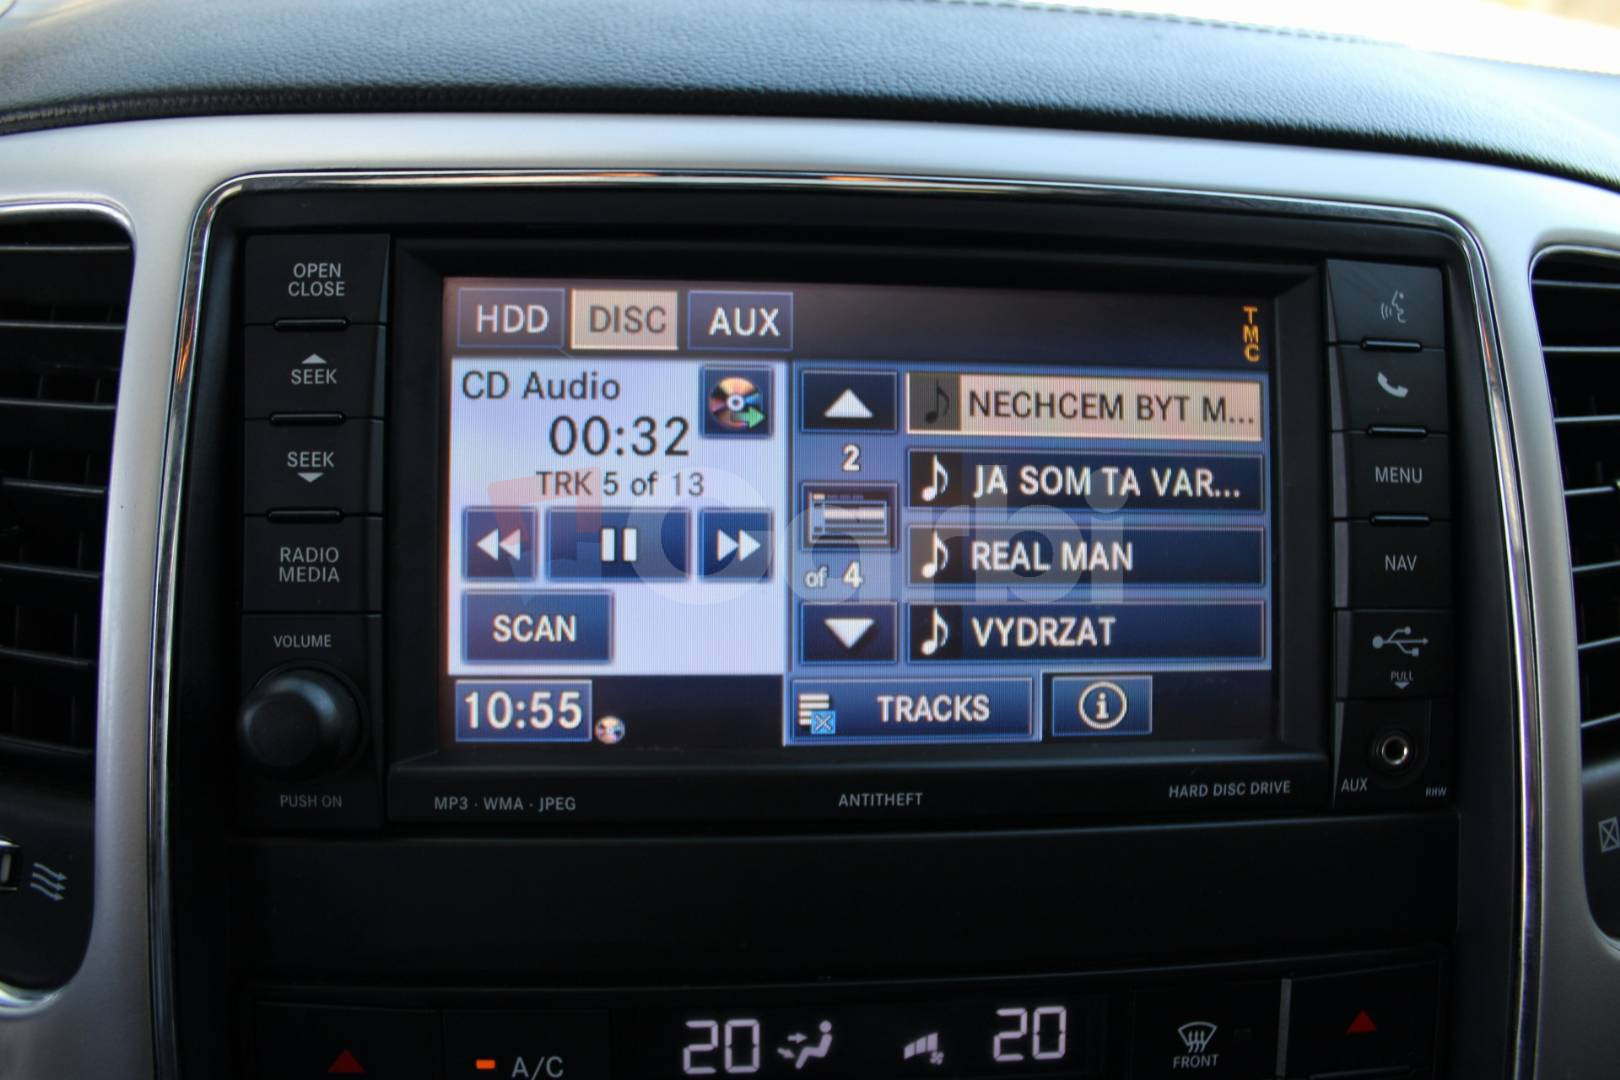 OPEN
CLOSE
SEEK
SEEK
RADIO
MEDIA
VOLUME
PUSH ON
HDD DISC AUX
TMC
CD Audio
00:32
TRK 5 of 13
SCAN
10:55
2
of 4
NECHCEM BYT M...
JA SOM TA VAR...
REAL MAN
VYDRZAT
TRACKS
i
MENU
NAV
PULL
AUX
RHW
MP3 · WMA · JPEG
ANTITHEFT
HARD DISC DRIVE
Garbi
A/C
20
20
FRONT